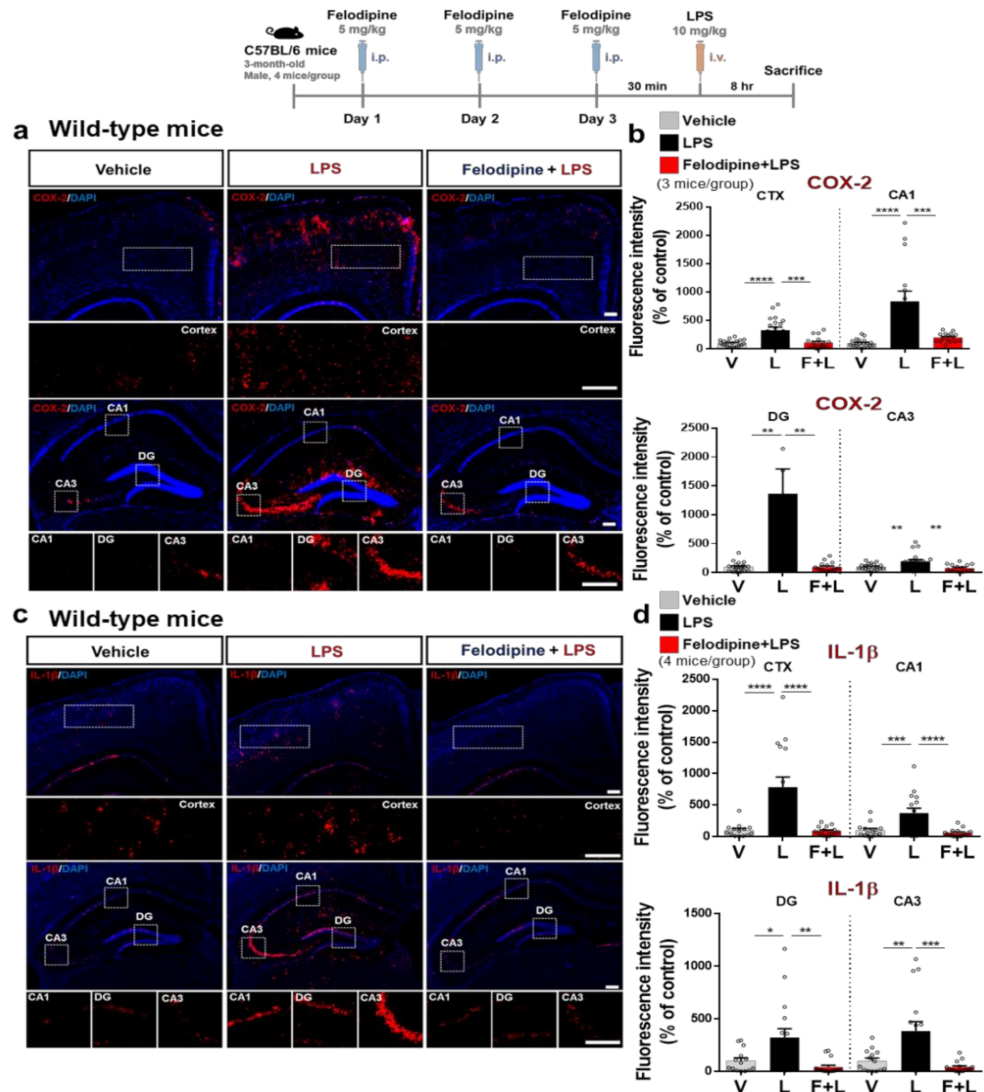 Felodipine Felodipine Felodipine LPS
5 mg/kg 5 mg/kg 5 mg/kg 10 mg/kg
C57BL/6 mice
3-month-old
Male, 4 mice/group
i.p. i.p. i.p. i.v.
Sacrifice
30 min 8 hr
Day 1 Day 2 Day 3
a Wild-type mice
Vehicle LPS Felodipine + LPS
COX-2/DAPI COX-2/DAPI COX-2/DAPI
Cortex Cortex Cortex
COX-2/DAPI COX-2/DAPI COX-2/DAPI
CA1 CA1 CA1
DG DG DG
CA3 CA3 CA3
CA1 DG CA3 CA1 DG CA3 CA1 DG CA3
b
Vehicle
LPS
Felodipine+LPS
(3 mice/group)
COX-2
CTX CA1
Fluorescence intensity
(% of control)
2500
2000
1500
1000
500
0
**** *** **** ***
V L F+L V L F+L
COX-2
DG CA3
Fluorescence intensity
(% of control)
2500
2000
1500
1000
500
0
** ** ** **
V L F+L V L F+L
c Wild-type mice
Vehicle LPS Felodipine + LPS
IL-1β/DAPI IL-1β/DAPI IL-1β/DAPI
Cortex Cortex Cortex
IL-1β/DAPI IL-1β/DAPI IL-1β/DAPI
CA1 CA1 CA1
DG DG DG
CA3 CA3 CA3
CA1 DG CA3 CA1 DG CA3 CA1 DG CA3
d
Vehicle
LPS
Felodipine+LPS
(4 mice/group)
IL-1β
CTX CA1
Fluorescence intensity
(% of control)
2500
2000
1500
1000
500
0
**** **** *** ****
V L F+L V L F+L
IL-1β
DG CA3
Fluorescence intensity
(% of control)
1500
1000
500
0
* ** ** ***
V L F+L V L F+L